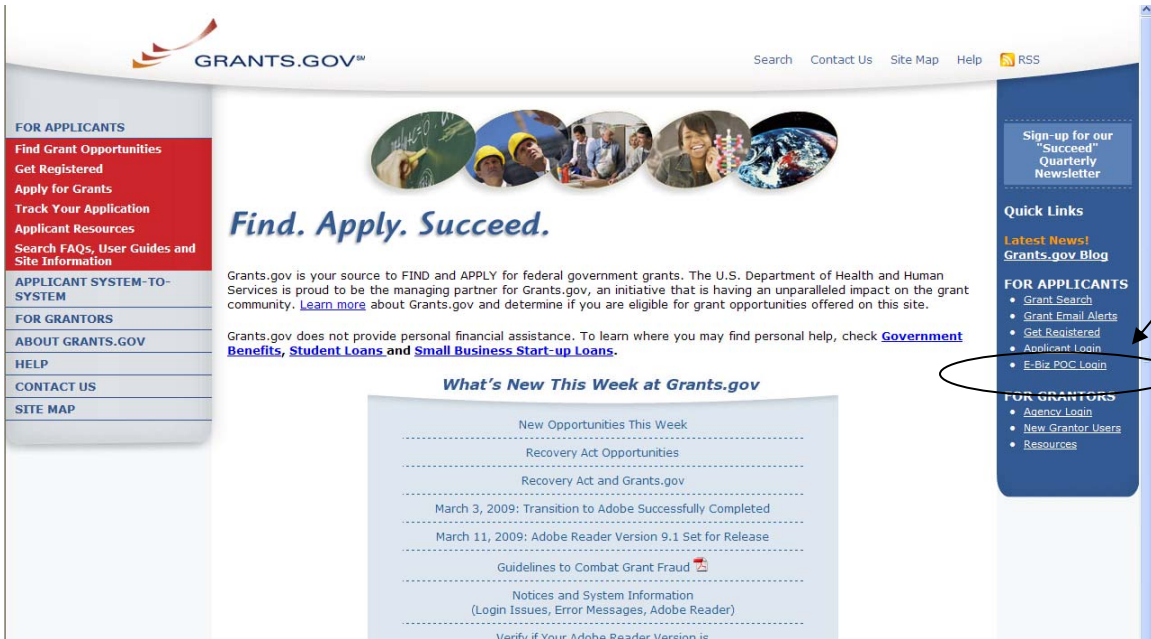 GRANTS.GOV℠
Search Contact Us Site Map Help RSS
FOR APPLICANTS
Find Grant Opportunities
Get Registered
Apply for Grants
Track Your Application
Applicant Resources
Search FAQs, User Guides and
Site Information
APPLICANT SYSTEM-TO-
SYSTEM
FOR GRANTORS
ABOUT GRANTS.GOV
HELP
CONTACT US
SITE MAP
Find. Apply. Succeed.
Grants.gov is your source to FIND and APPLY for federal government grants. The U.S. Department of Health and Human
Services is proud to be the managing partner for Grants.gov, an initiative that is having an unparalleled impact on the grant
community. Learn more about Grants.gov and determine if you are eligible for grant opportunities offered on this site.
Grants.gov does not provide personal financial assistance. To learn where you may find personal help, check Government
Benefits, Student Loans and Small Business Start-up Loans.
What's New This Week at Grants.gov
New Opportunities This Week
Recovery Act Opportunities
Recovery Act and Grants.gov
March 3, 2009: Transition to Adobe Successfully Completed
March 11, 2009: Adobe Reader Version 9.1 Set for Release
Guidelines to Combat Grant Fraud
Notices and System Information
(Login Issues, Error Messages, Adobe Reader)
Verify if Your Adobe Reader Version is
Sign-up for our
"Succeed"
Quarterly
Newsletter
Quick Links
Latest News!
Grants.gov Blog
FOR APPLICANTS
Grant Search
Grant Email Alerts
Get Registered
Applicant Login
E-Biz POC Login
FOR GRANTORS
Agency Login
New Grantor Users
Resources